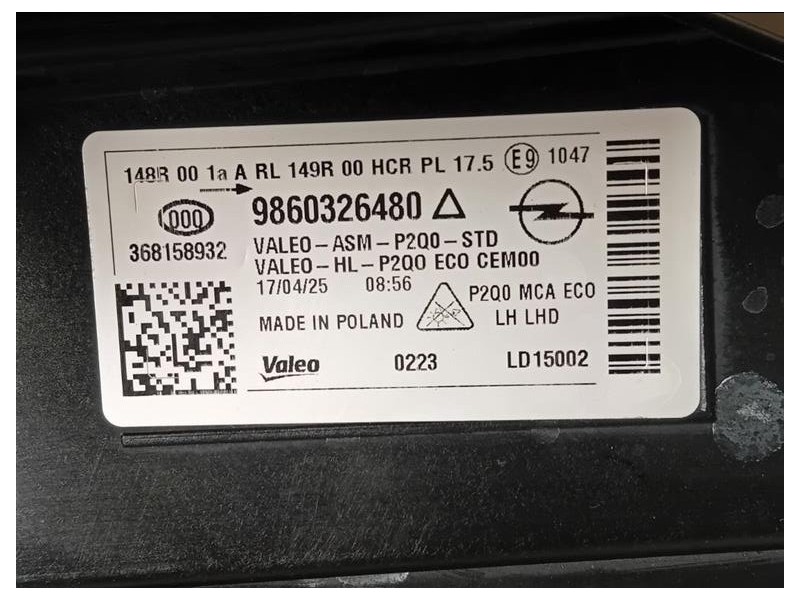 148R 00 1a A RL 149R 00 HCR PL 17.5 E9 1047
000
9860326480
368158932
VALEO-ASM-P2Q0-STD
VALEO-HL-P2Q0 ECO CEM00
17/04/25 08:56
P2Q0 MCA ECO
MADE IN POLAND
LH LHD
Valeo 0223 LD15002